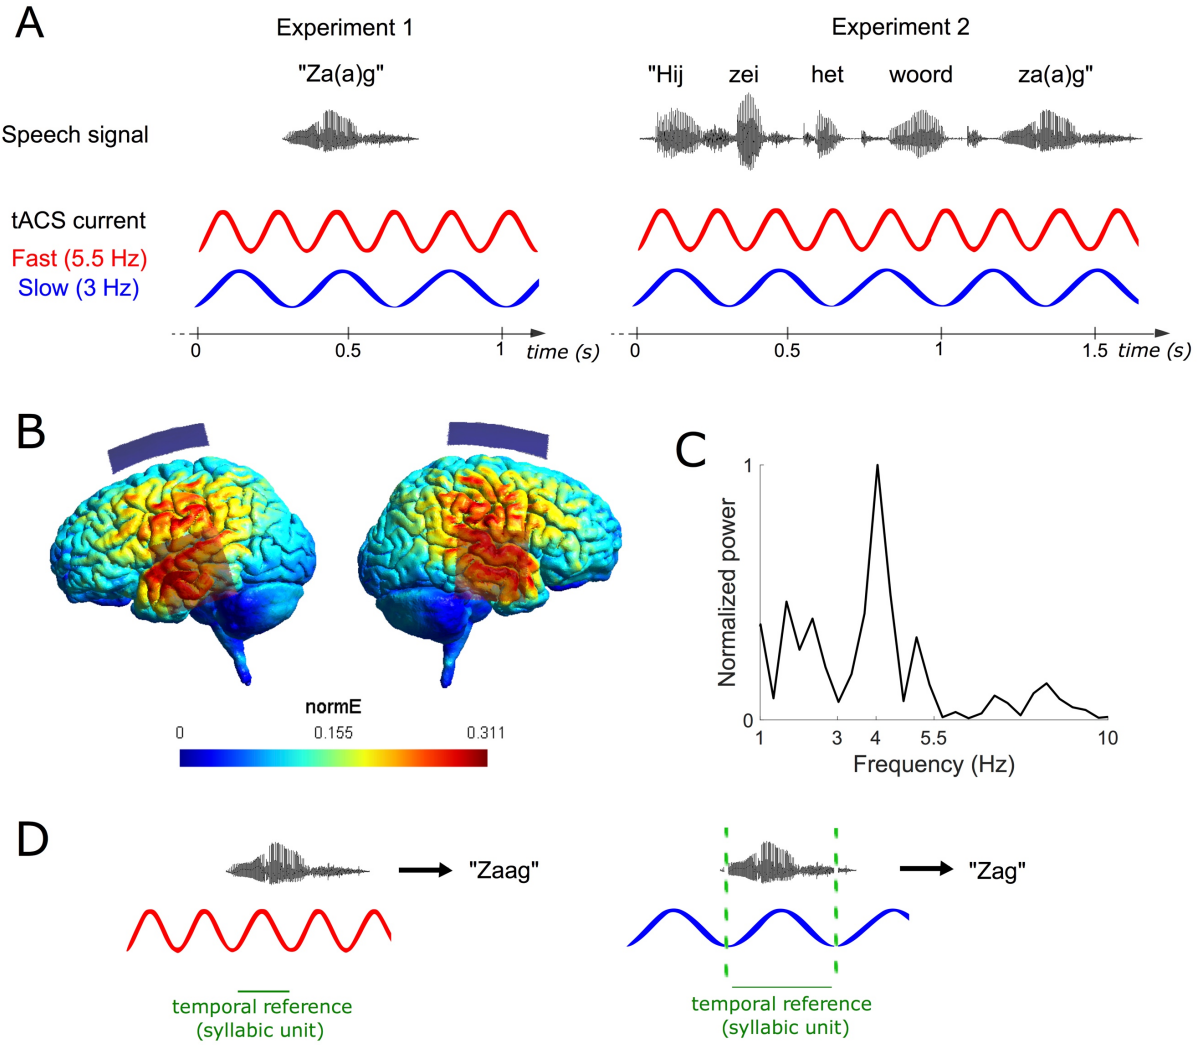 A
Experiment 1
Experiment 2
"Za(a)g"
"Hij zei het woord za(a)g"
Speech signal
tACS current
Fast (5.5 Hz)
Slow (3 Hz)
0 0.5 1 time (s)
0 0.5 1 1.5 time (s)
B
normE
0 0.155 0.311
C
Normalized power
1
0
1 3 4 5.5 10
Frequency (Hz)
D
"Zaag"
"Zag"
temporal reference
(syllabic unit)
temporal reference
(syllabic unit)